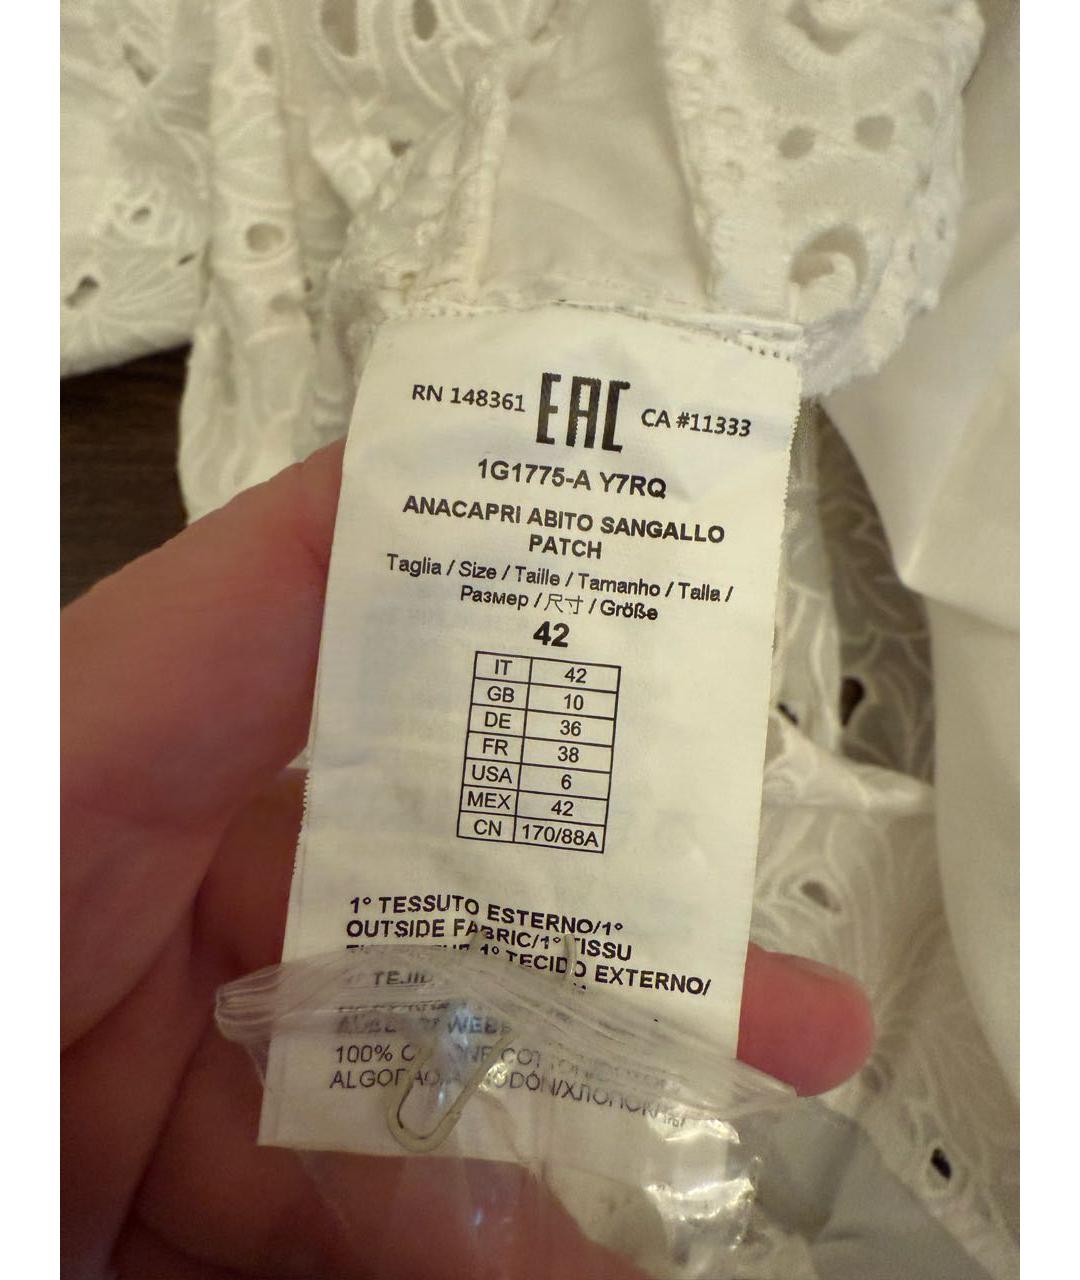 RN 148361 EAC CA #11333
1G1775-A Y7RQ
ANACAPRI ABITO SANGALLO
PATCH
Taglia / Size / Taille / Tamanho / Talla /
Размер / 尺寸 / Größe
42
IT 42
GB 10
DE 36
FR 38
USA 6
MEX 42
CN 170/88A
1° TESSUTO ESTERNO/1°
OUTSIDE FABRIC/1° TISSU
1° TECIDO EXTERNO/
100%